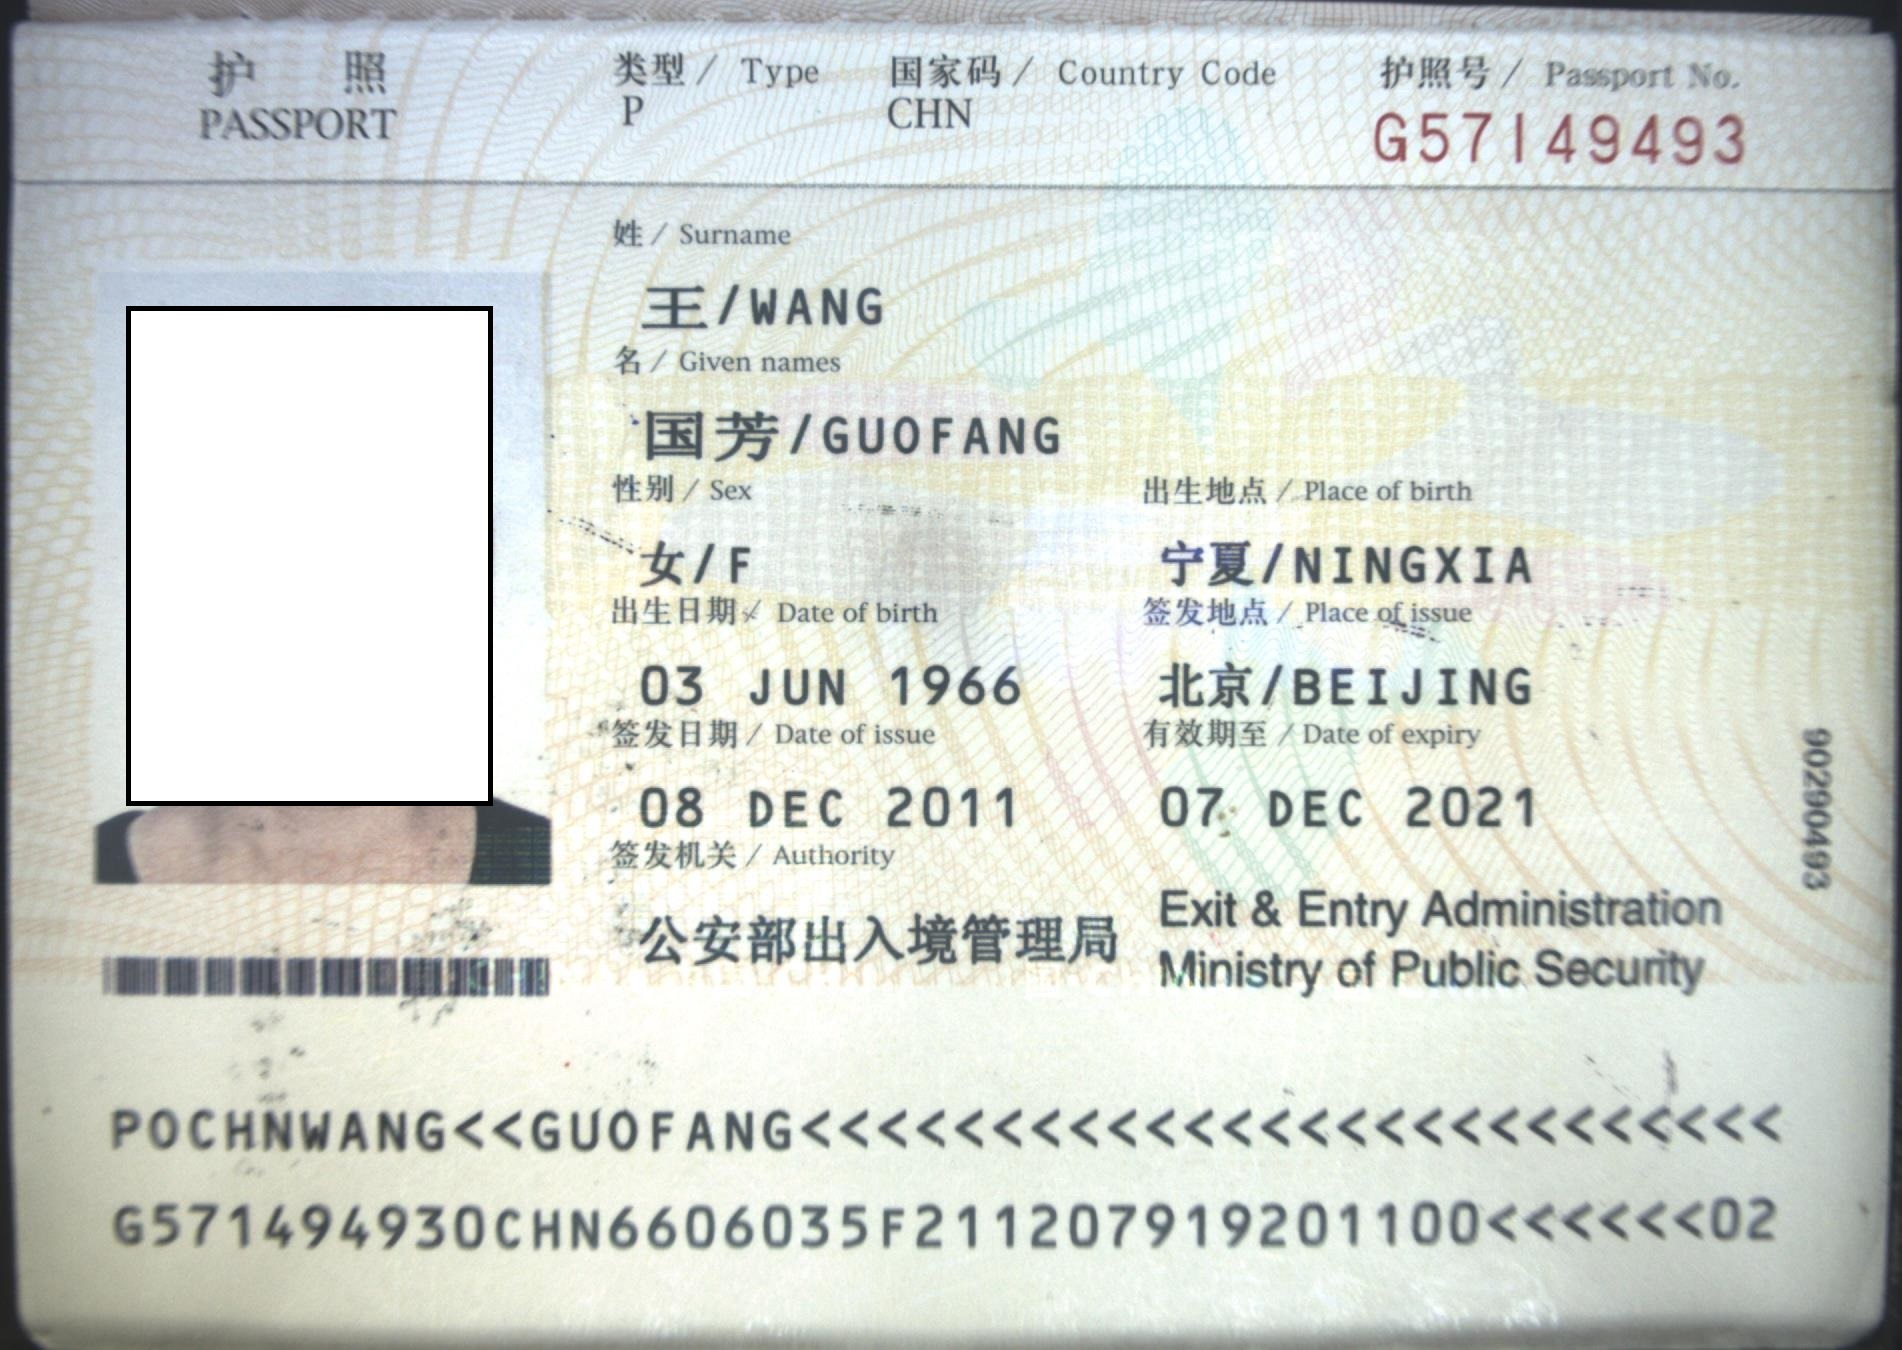 护 照
PASSPORT
类型 / Type
P
国家码 / Country Code
CHN
护照号 / Passport No.
G57149493
姓 / Surname
王/WANG
名 / Given names
国芳/GUOFANG
性别 / Sex
女/F
出生地点 / Place of birth
宁夏/NINGXIA
出生日期 / Date of birth
03 JUN 1966
签发地点 / Place of issue
北京/BEIJING
签发日期 / Date of issue
08 DEC 2011
有效期至 / Date of expiry
07 DEC 2021
签发机关 / Authority
公安部出入境管理局
Exit & Entry Administration
Ministry of Public Security
90290493
POCHNWANG<<GUOFANG<<<<<<<<<<<<<<<<<<<<<<<<<<
G571494930CHN6606035F211207919201100<<<<<<02